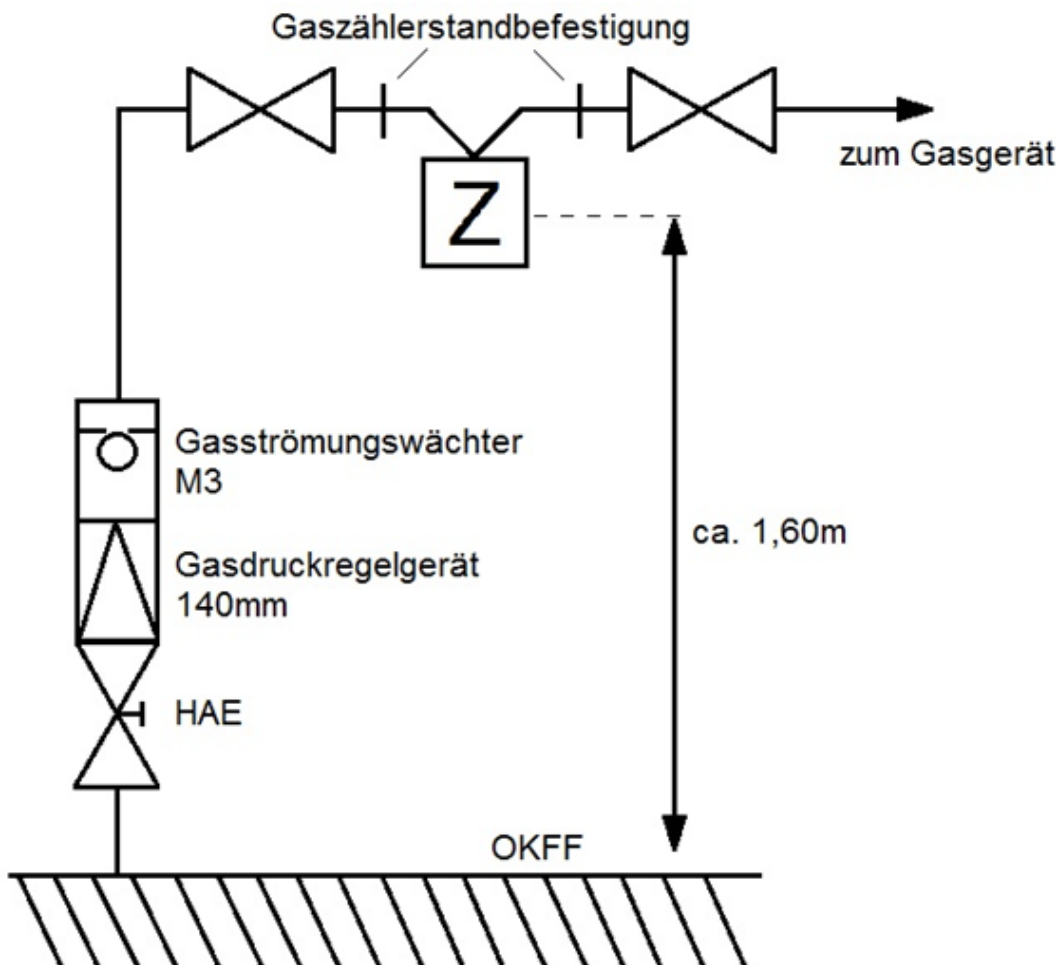 Gaszählerstandbefestigung
zum Gasgerät
Z
Gasströmungswächter
M3
ca. 1,60m
Gasdruckregelgerät
140mm
HAE
OKFF